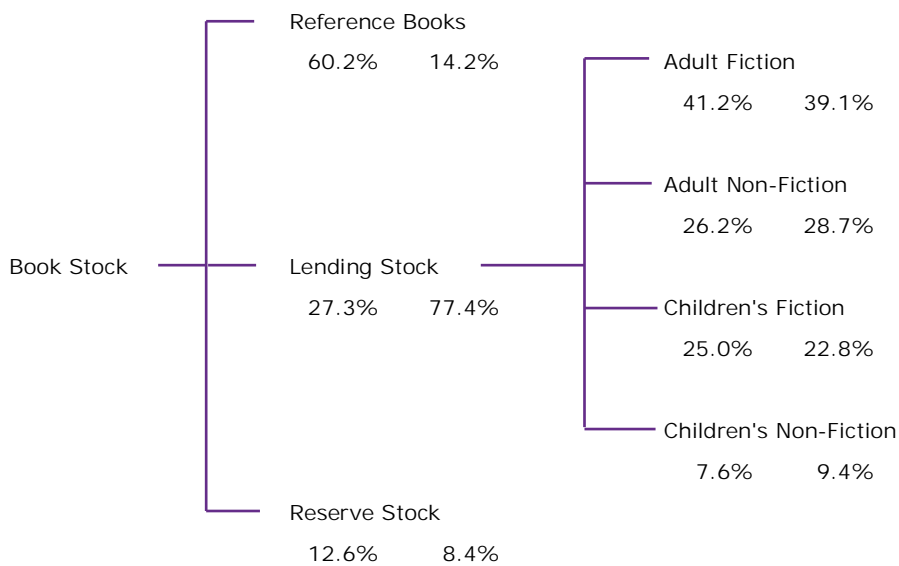 Reference Books
60.2% 14.2%
Adult Fiction
41.2% 39.1%
Adult Non-Fiction
26.2% 28.7%
Book Stock
Lending Stock
27.3% 77.4%
Children's Fiction
25.0% 22.8%
Children's Non-Fiction
7.6% 9.4%
Reserve Stock
12.6% 8.4%